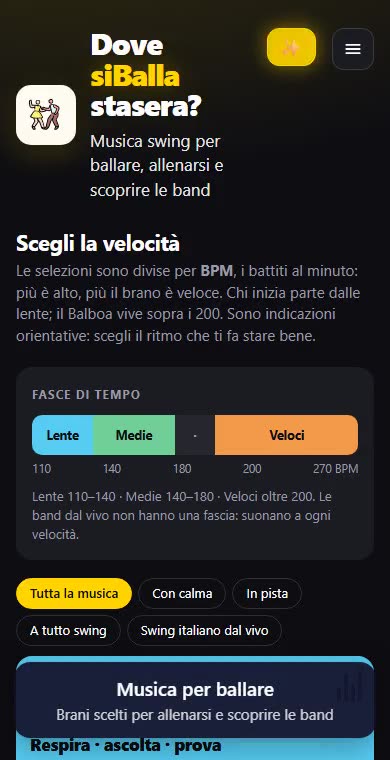 Dove
siBalla
stasera?
Musica swing per
ballare, allenarsi e
scoprire le band
Scegli la velocità
Le selezioni sono divise per BPM, i battiti al minuto:
più è alto, più il brano è veloce. Chi inizia parte dalle
lente; il Balboa vive sopra i 200. Sono indicazioni
orientative: scegli il ritmo che ti fa stare bene.
FASCE DI TEMPO
Lente Medie · Veloci
110 140 180 200 270 BPM
Lente 110–140 · Medie 140–180 · Veloci oltre 200. Le
band dal vivo non hanno una fascia: suonano a ogni
velocità.
Tutta la musica Con calma In pista
A tutto swing Swing italiano dal vivo
Musica per ballare
Brani scelti per allenarsi e scoprire le band
Respira · ascolta · prova